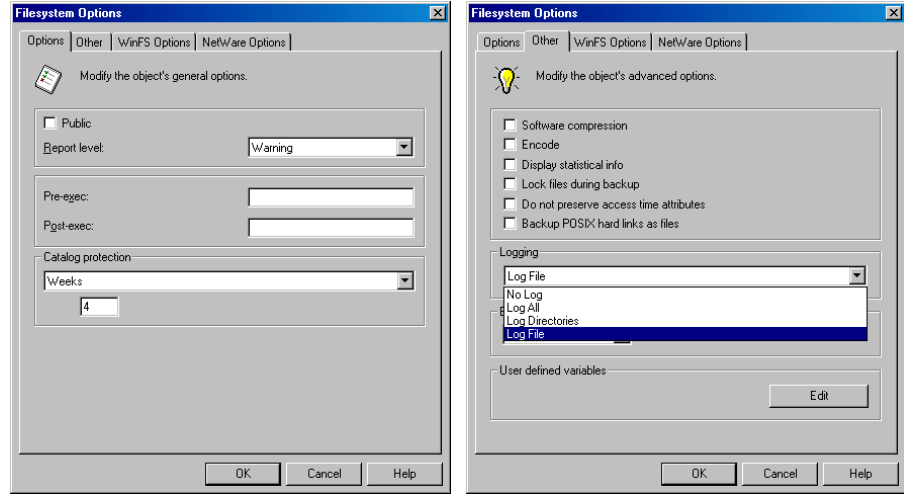 Filesystem Options
Options Other WinFS Options NetWare Options
Modify the object's general options.
Public
Report level: Warning
Pre-exec:
Post-exec:
Catalog protection
Weeks
4
OK Cancel Help
Filesystem Options
Options Other WinFS Options NetWare Options
Modify the object's advanced options.
Software compression
Encode
Display statistical info
Lock files during backup
Do not preserve access time attributes
Backup POSIX hard links as files
Logging
Log File
No Log
Log All
Log Directories
Log File
User defined variables
Edit
OK Cancel Help